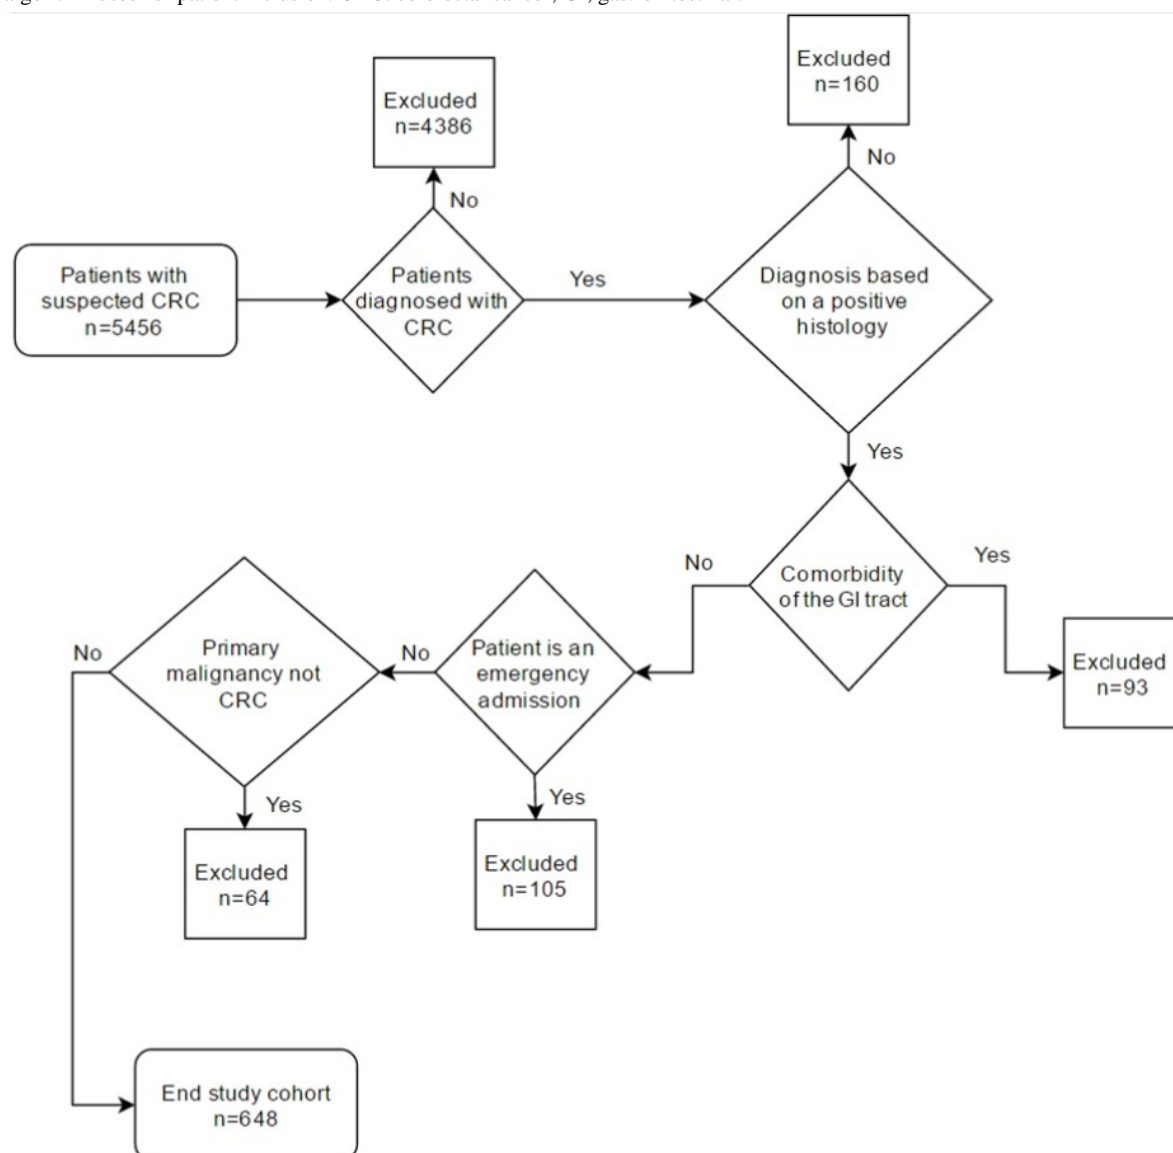 Excluded
n=160
Excluded
n=4386
No
No
Patients with
suspected CRC
n=5456
Patients
diagnosed with
CRC
Yes
Diagnosis based
on a positive
histology
Yes
Comorbidity
of the GI tract
No
Yes
Excluded
n=93
Patient is an
emergency
admission
No
Yes
Excluded
n=105
Primary
malignancy not
CRC
No
Yes
Excluded
n=64
End study cohort
n=648